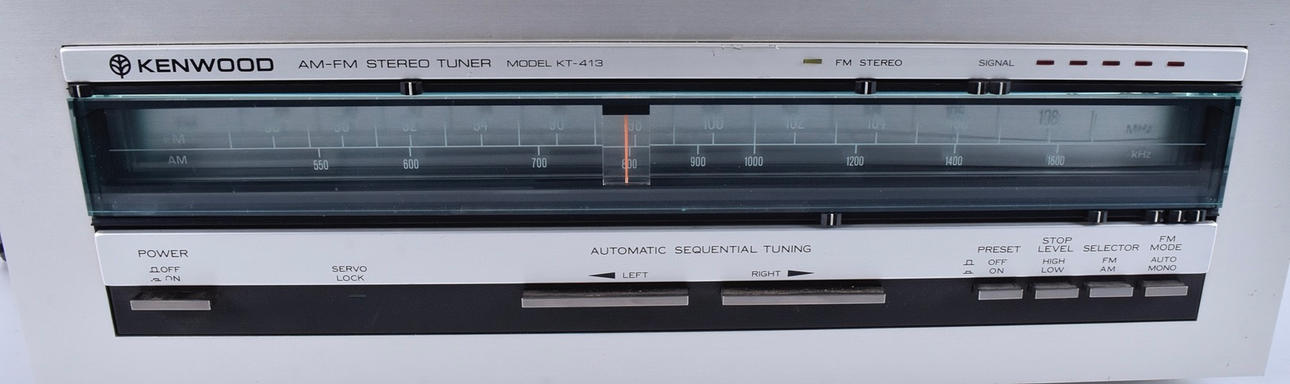 KENWOOD AM-FM STEREO TUNER MODEL KT-413 FM STEREO SIGNAL
FM 88 90 92 94 96 98 100 102 104 106 108 MHz
AM 550 600 700 800 900 1000 1200 1400 1600 kHz
POWER
OFF
ON
SERVO
LOCK
AUTOMATIC SEQUENTIAL TUNING
LEFT RIGHT
PRESET
OFF
ON
STOP
LEVEL
HIGH
LOW
SELECTOR
FM
AM
FM
MODE
AUTO
MONO